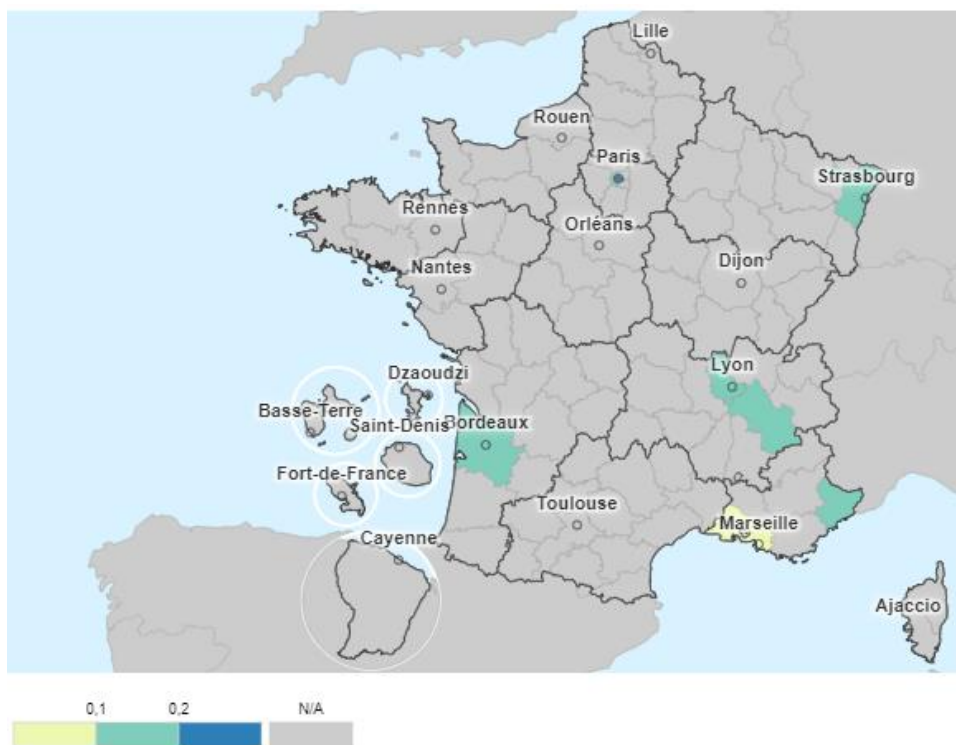 Lille
Rouen
Paris
Strasbourg
Rennes
Orléans
Nantes
Dijon
Dzaoudzi
Lyon
Basse-Terre
Saint-Denis
Bordeaux
Fort-de-France
Toulouse
Marseille
Cayenne
Ajaccio
0,1 0,2 N/A